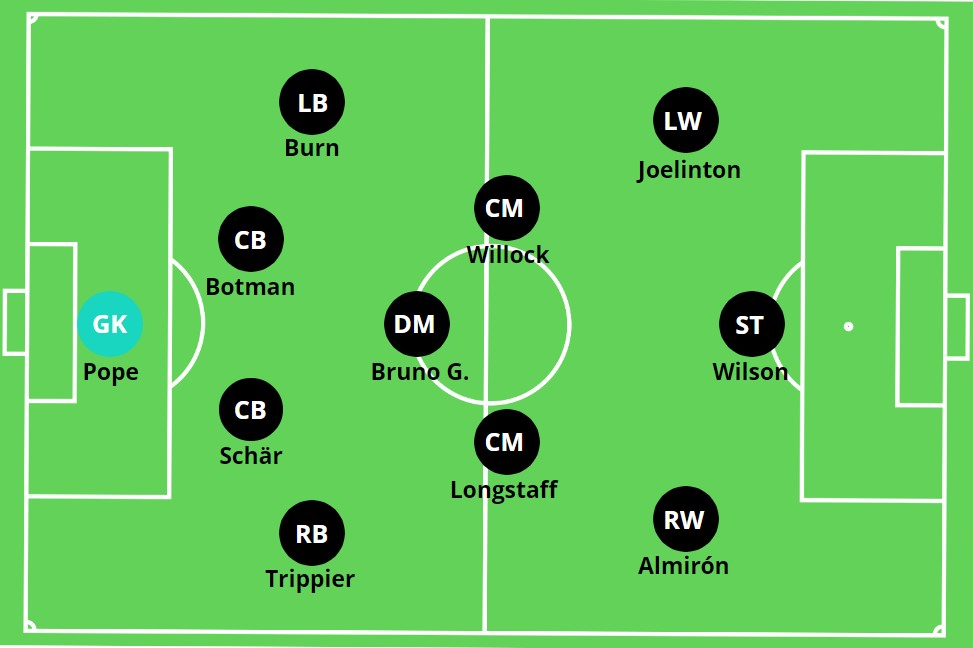 LB
Burn
LW
Joelinton
CM
Willock
CB
Botman
GK
Pope
DM
Bruno G.
ST
Wilson
CB
Schär
CM
Longstaff
RB
Trippier
RW
Almirón